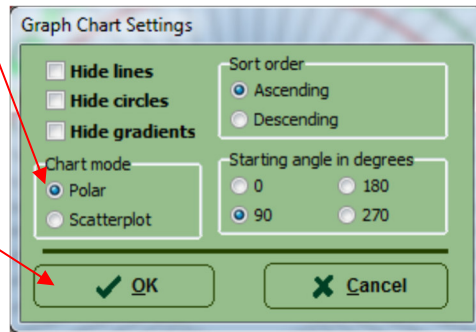 Graph Chart Settings
Hide lines
Hide circles
Hide gradients
Sort order
Ascending
Descending
Chart mode
Polar
Scatterplot
Starting angle in degrees
0 180
90 270
OK Cancel